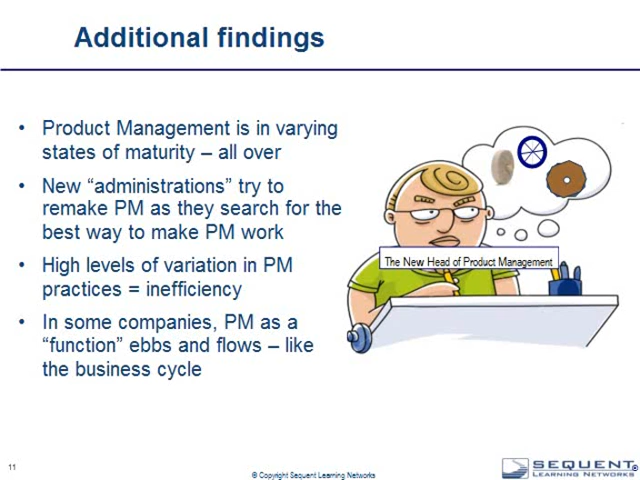 Additional findings
• Product Management is in varying
states of maturity – all over
• New “administrations” try to
remake PM as they search for the
best way to make PM work
• High levels of variation in PM
practices = inefficiency
• In some companies, PM as a
“function” ebbs and flows – like
the business cycle
The New Head of Product Management
11
© Copyright Sequent Learning Networks
SEQUENT
LEARNING NETWORKS®